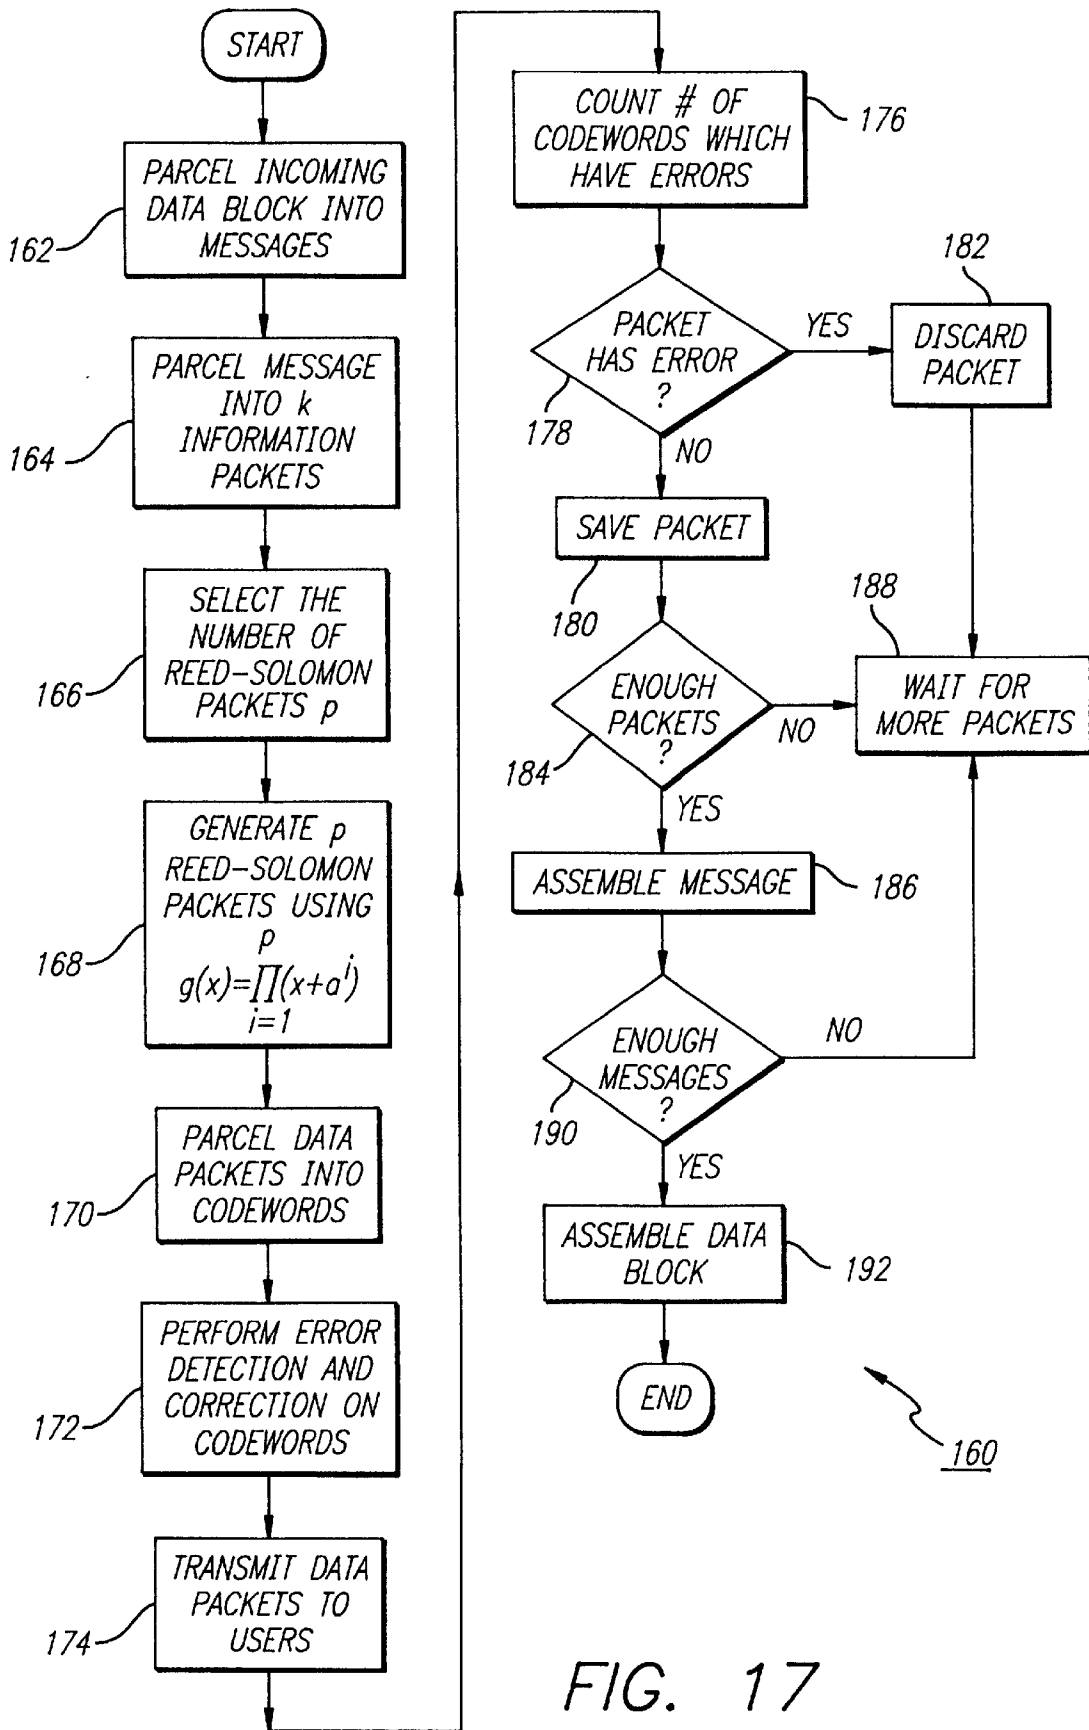 START
PARCEL INCOMING
DATA BLOCK INTO
MESSAGES
162
PARCEL MESSAGE
INTO k
INFORMATION
PACKETS
164
SELECT THE
NUMBER OF
REED-SOLOMON
PACKETS p
166
GENERATE p
REED-SOLOMON
PACKETS USING
p
g(x)=∏(x+a^i)
i=1
168
PARCEL DATA
PACKETS INTO
CODEWORDS
170
PERFORM ERROR
DETECTION AND
CORRECTION ON
CODEWORDS
172
TRANSMIT DATA
PACKETS TO
USERS
174
COUNT # OF
CODEWORDS WHICH
HAVE ERRORS
176
PACKET
HAS ERROR
?
178
YES
182
DISCARD
PACKET
NO
SAVE PACKET
180
ENOUGH
PACKETS
?
184
NO
188
WAIT FOR
MORE PACKETS
YES
ASSEMBLE MESSAGE
186
ENOUGH
MESSAGES
?
190
NO
YES
ASSEMBLE DATA
BLOCK
192
END
160
FIG. 17